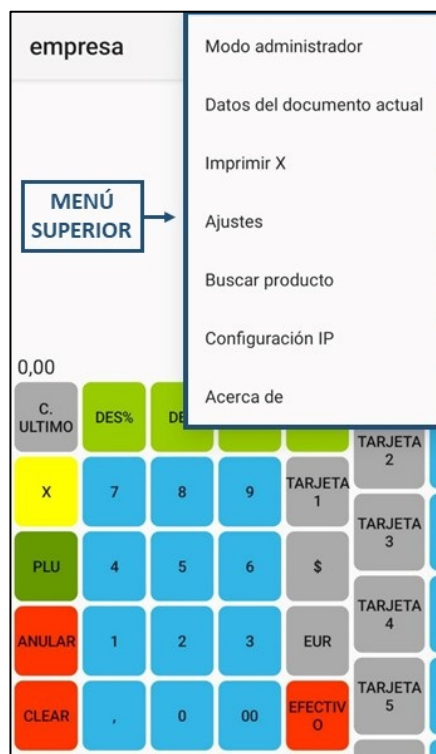 empresa
Modo administrador
Datos del documento actual
Imprimir X
MENÚ
SUPERIOR
Ajustes
Buscar producto
Configuración IP
0,00
Acerca de
C.
ULTIMO
DES%
TARJETA
2
X
7
8
9
TARJETA
1
TARJETA
3
PLU
4
5
6
$
TARJETA
4
ANULAR
1
2
3
EUR
TARJETA
5
CLEAR
,
0
00
EFECTIV
O